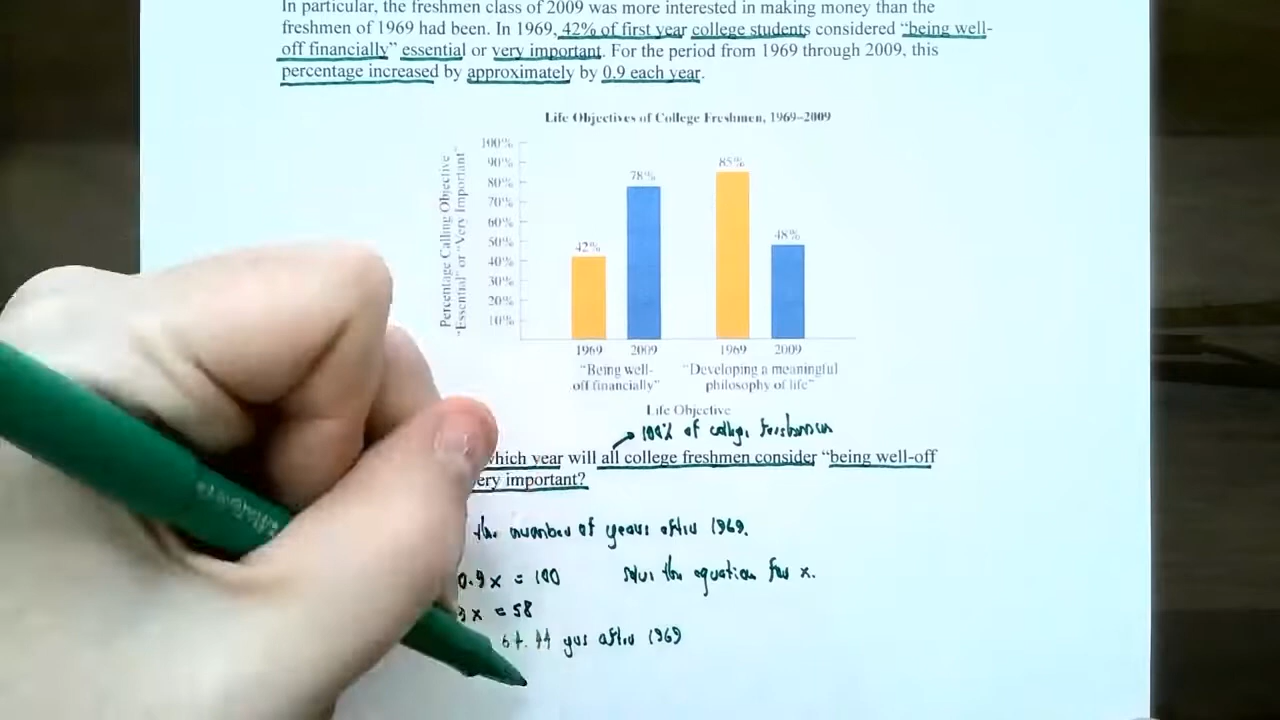 In particular, the freshmen class of 2009 was more interested in making money than the
freshmen of 1969 had been. In 1969, 42% of first year college students considered “being well-
off financially” essential or very important. For the period from 1969 through 2009, this
percentage increased by approximately by 0.9 each year.
Life Objectives of College Freshmen, 1969–2009
Percentage Calling Objective
“Essential” or “Very Important”
100%
90%
80%
70%
60%
50%
40%
30%
20%
10%
42%
78%
85%
48%
1969 2009 1969 2009
“Being well-
off financially”
“Developing a meaningful
philosophy of life”
Life Objective
100% of college freshman
which year will all college freshmen consider “being well-off
very important?
the number of years after 1969.
0.9x = 100 solve the equation for x.
x = 58
64.44 yrs after 1969